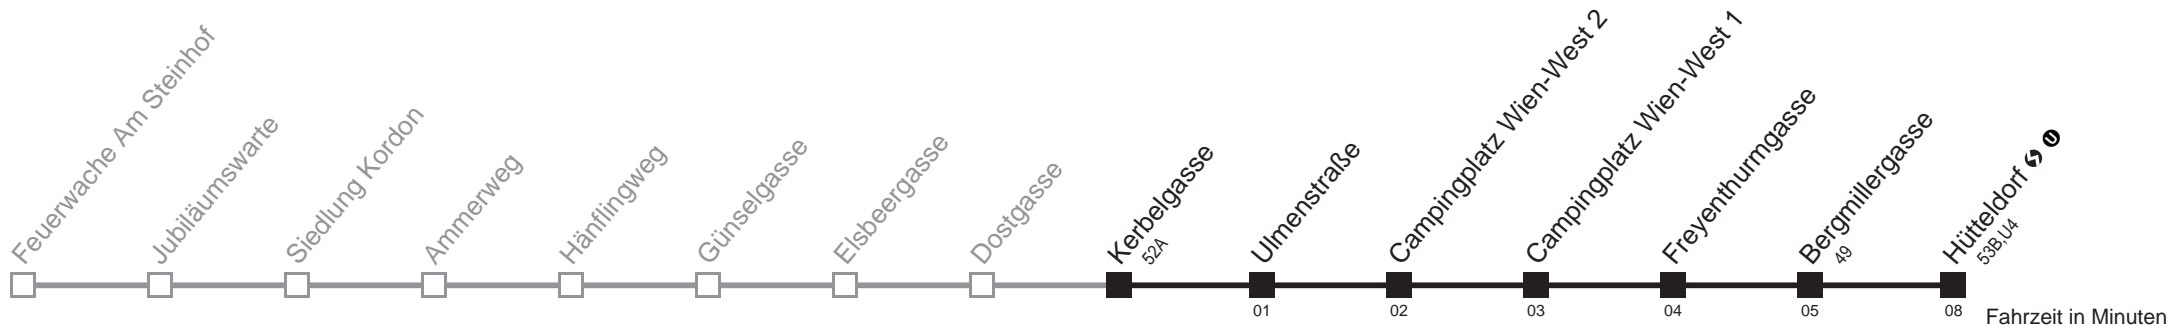 Feuerwache Am Steinhof
Jubiläumswarte
Siedlung Kordon
Ammerweg
Hänflingweg
Günselgasse
Elsbeergasse
Dostgasse
Kerbelgasse
52A
Ulmenstraße
Campingplatz Wien-West 2
Campingplatz Wien-West 1
Freyenthurmgasse
Bergmillergasse
49
Hütteldorf S U
53B,U4
01
02
03
04
05
08
Fahrzeit in Minuten